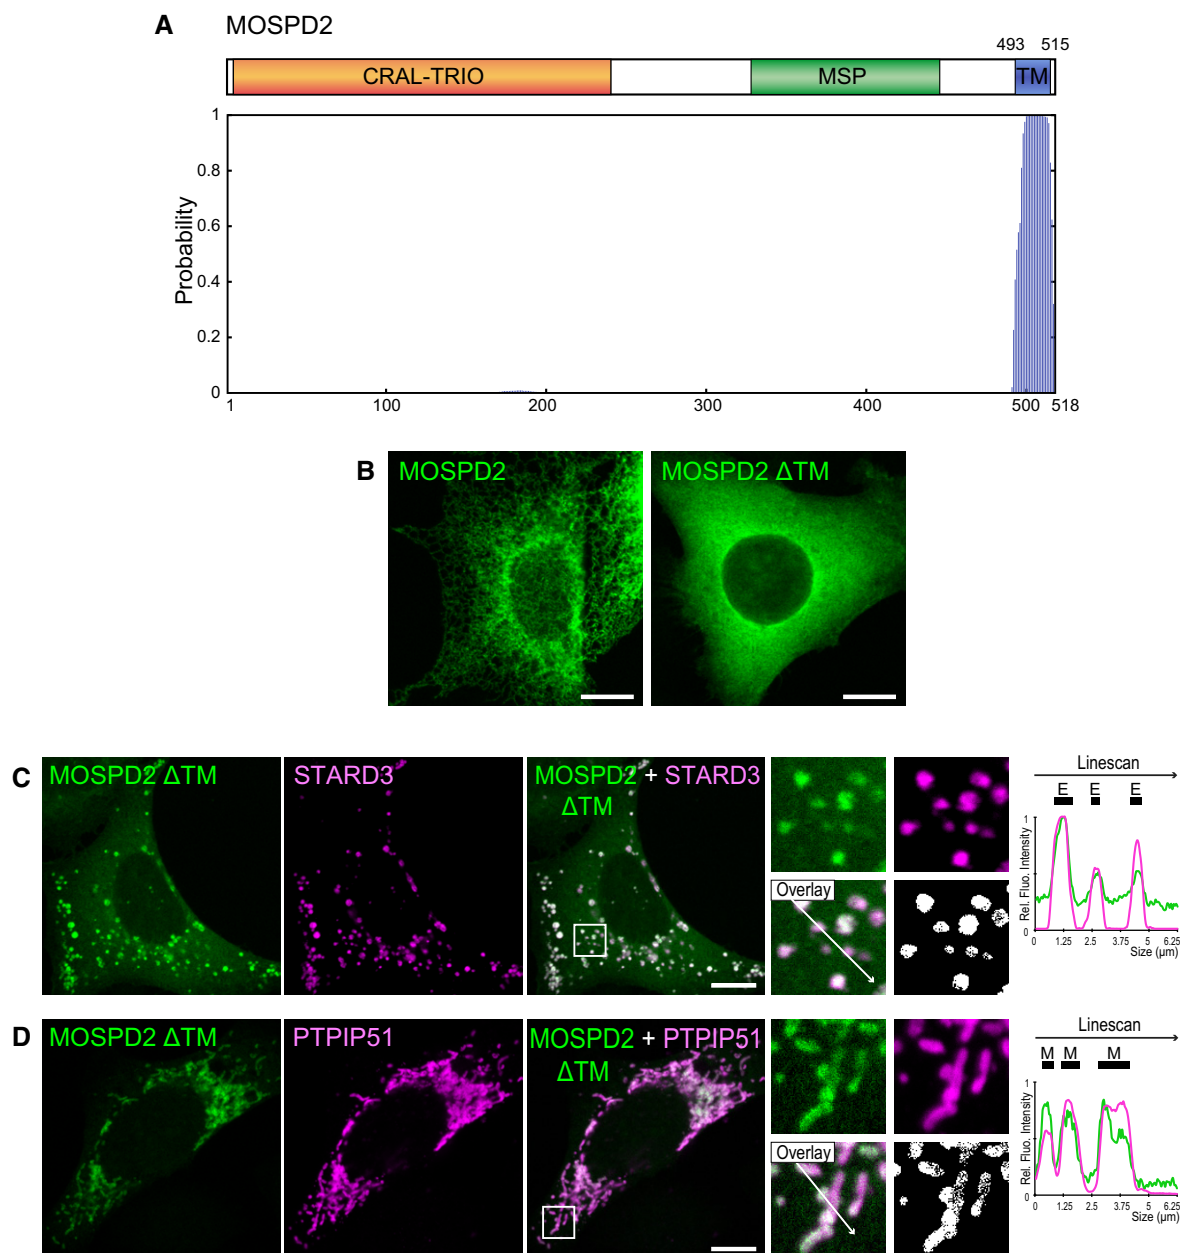 A MOSPD2
493 515
CRAL-TRIO MSP TM
1
0.8
0.6
0.4
0.2
0
Probability
1 100 200 300 400 500 518
B MOSPD2 MOSPD2 ΔTM
C MOSPD2 ΔTM STARD3 MOSPD2 + STARD3
ΔTM
Overlay
Linescan
E E E
1
0
Rel. Fluo. Intensity
0 1.25 2.5 3.75 5 6.25
Size (µm)
D MOSPD2 ΔTM PTPIP51 MOSPD2 + PTPIP51
ΔTM
Overlay
Linescan
M M M
1
0
Rel. Fluo. Intensity
0 1.25 2.5 3.75 5 6.25
Size (µm)